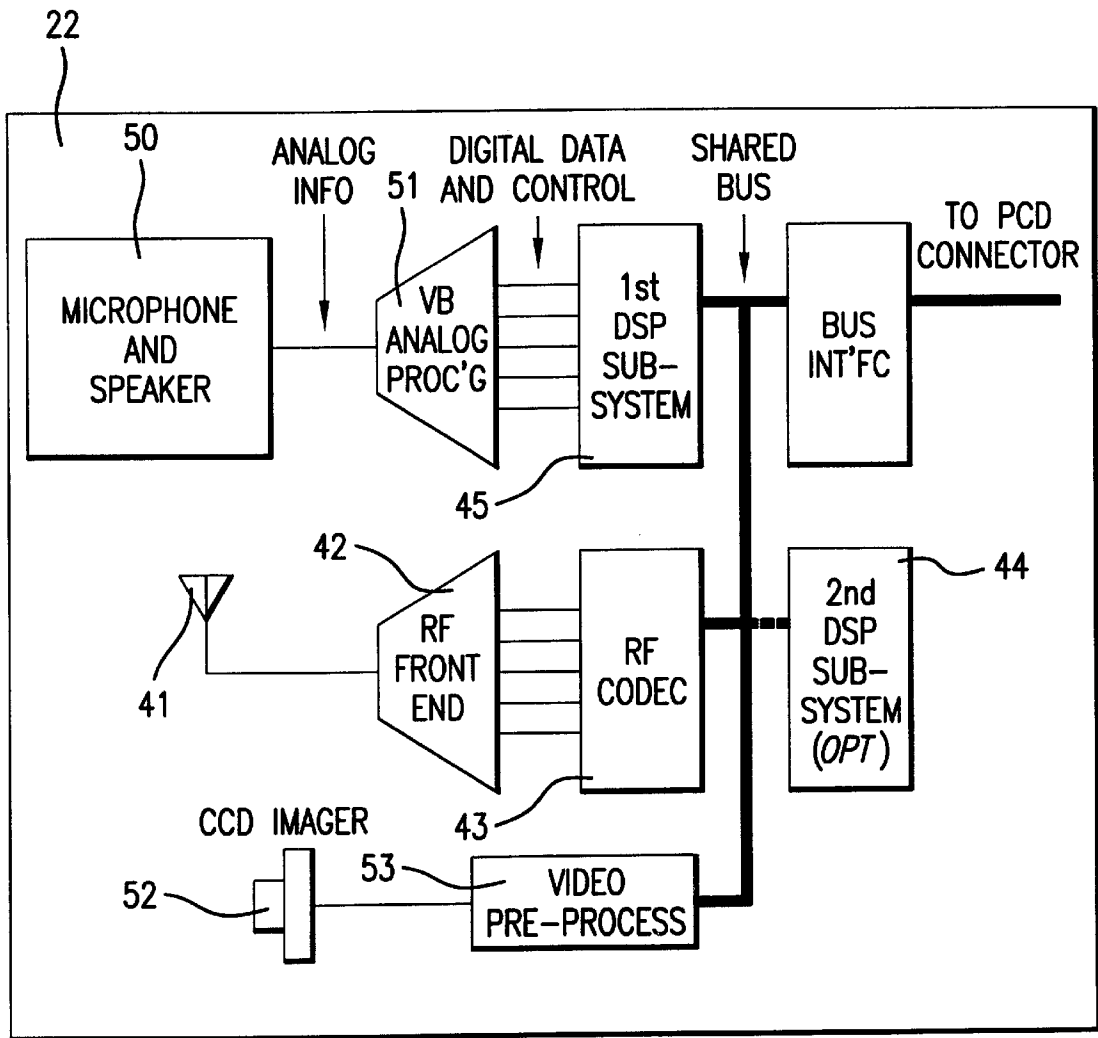 22
50
ANALOG
INFO
51
DIGITAL DATA
AND CONTROL
SHARED
BUS
TO PCD
CONNECTOR
MICROPHONE
AND
SPEAKER
VB
ANALOG
PROC'G
1st
DSP
SUB-
SYSTEM
BUS
INT'FC
45
41
42
RF
FRONT
END
RF
CODEC
43
44
2nd
DSP
SUB-
SYSTEM
(OPT)
CCD IMAGER
52
53
VIDEO
PRE-PROCESS